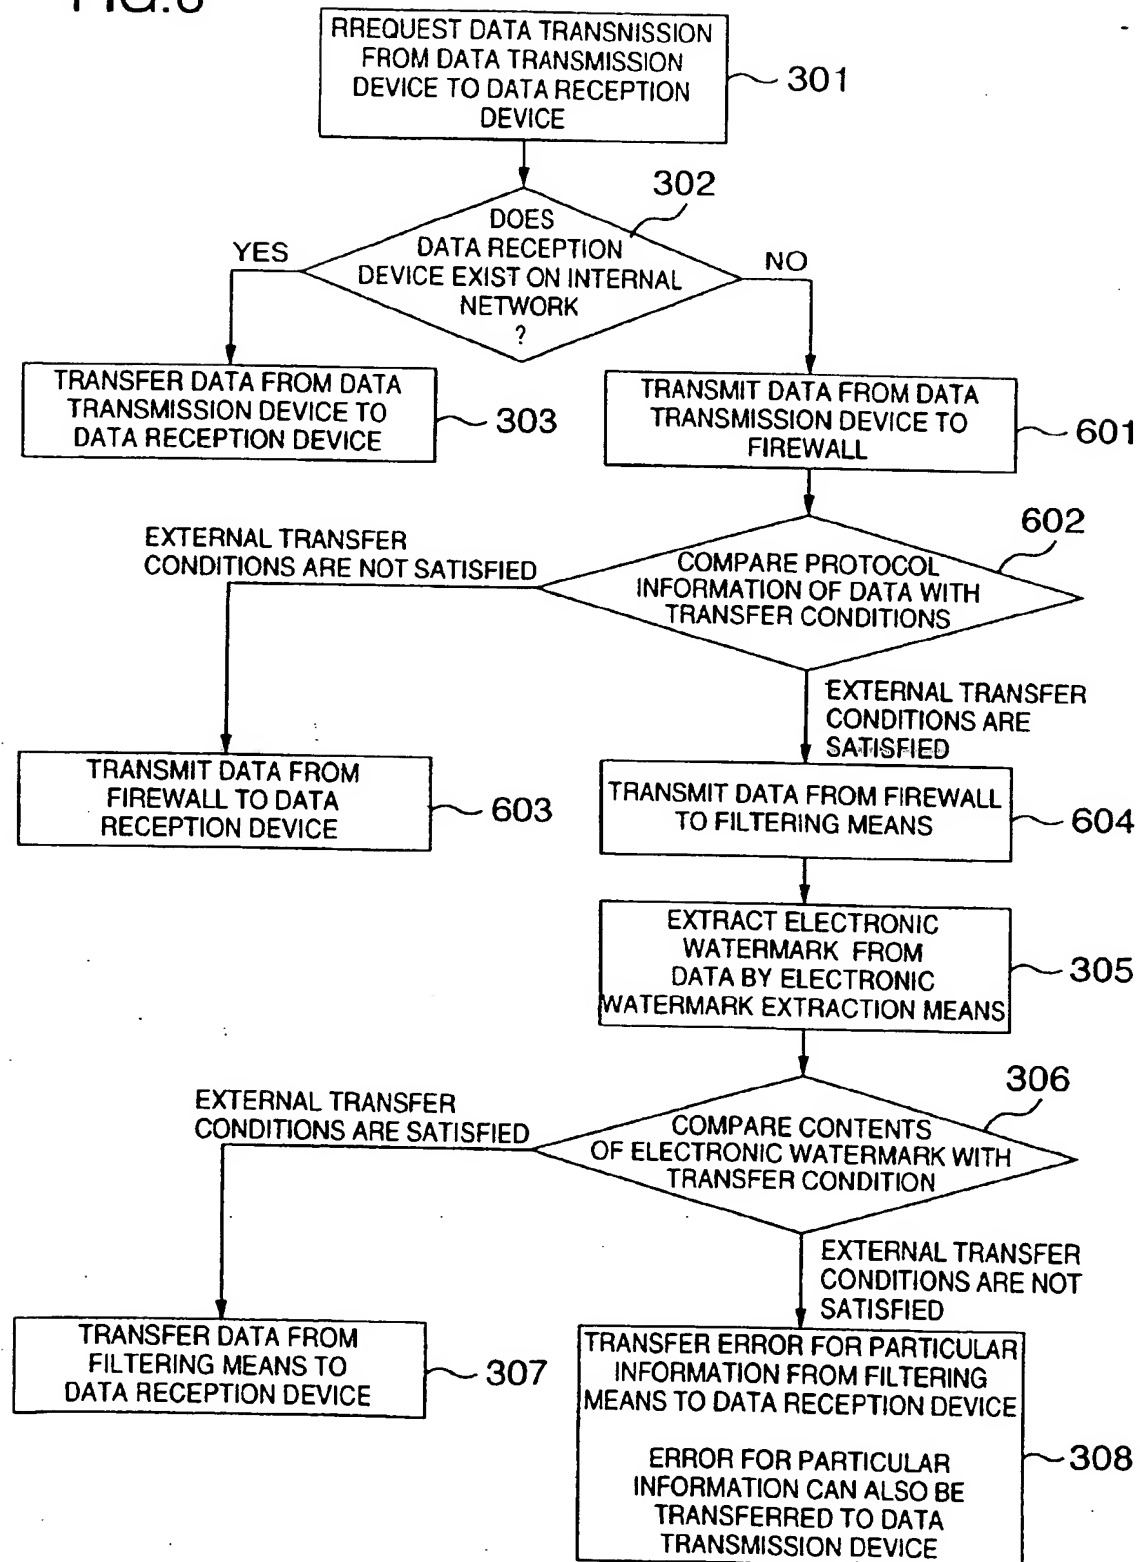 RREQUEST DATA TRANSNISSION
FROM DATA TRANSMISSION
DEVICE TO DATA RECEPTION
DEVICE
301
302
DOES
DATA RECEPTION
DEVICE EXIST ON INTERNAL
NETWORK
?
YES
NO
TRANSFER DATA FROM DATA
TRANSMISSION DEVICE TO
DATA RECEPTION DEVICE
303
TRANSMIT DATA FROM DATA
TRANSMISSION DEVICE TO
FIREWALL
601
602
COMPARE PROTOCOL
INFORMATION OF DATA WITH
TRANSFER CONDITIONS
EXTERNAL TRANSFER
CONDITIONS ARE NOT SATISFIED
EXTERNAL TRANSFER
CONDITIONS ARE
SATISFIED
TRANSMIT DATA FROM
FIREWALL TO DATA
RECEPTION DEVICE
603
TRANSMIT DATA FROM FIREWALL
TO FILTERING MEANS
604
EXTRACT ELECTRONIC
WATERMARK FROM
DATA BY ELECTRONIC
WATERMARK EXTRACTION MEANS
305
306
COMPARE CONTENTS
OF ELECTRONIC WATERMARK WITH
TRANSFER CONDITION
EXTERNAL TRANSFER
CONDITIONS ARE SATISFIED
EXTERNAL TRANSFER
CONDITIONS ARE NOT
SATISFIED
TRANSFER DATA FROM
FILTERING MEANS TO
DATA RECEPTION DEVICE
307
TRANSFER ERROR FOR PARTICULAR
INFORMATION FROM FILTERING
MEANS TO DATA RECEPTION DEVICE
ERROR FOR PARTICULAR
INFORMATION CAN ALSO BE
TRANSFERRED TO DATA
TRANSMISSION DEVICE
308